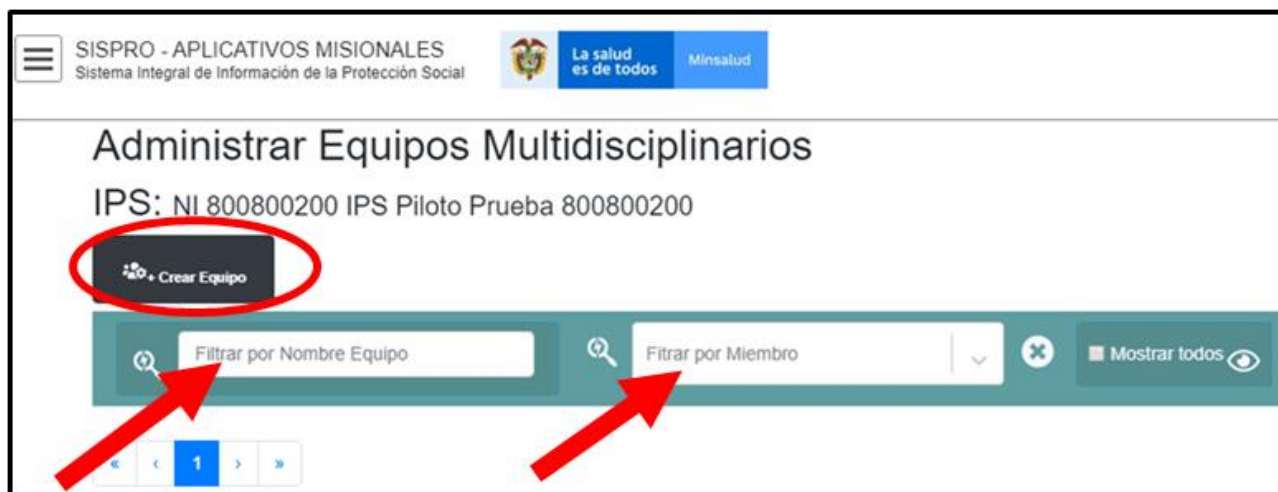 SISPRO - APLICATIVOS MISIONALES
Sistema Integral de Información de la Protección Social
La salud
es de todos
Minsalud
Administrar Equipos Multidisciplinarios
IPS: NI 800800200 IPS Piloto Prueba 800800200
+ Crear Equipo
Filtrar por Nombre Equipo
Fitrar por Miembro
Mostrar todos
« ‹ 1 › »